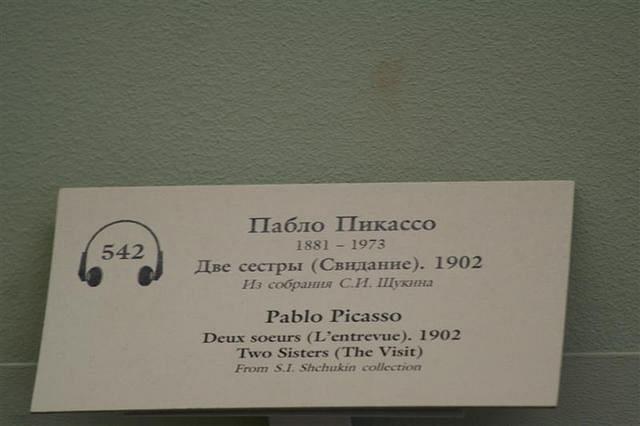 542
Пабло Пикассо
1881 – 1973
Две сестры (Свидание). 1902
Из собрания С.И. Щукина
Pablo Picasso
Deux soeurs (L'entrevue). 1902
Two Sisters (The Visit)
From S.I. Shchukin collection